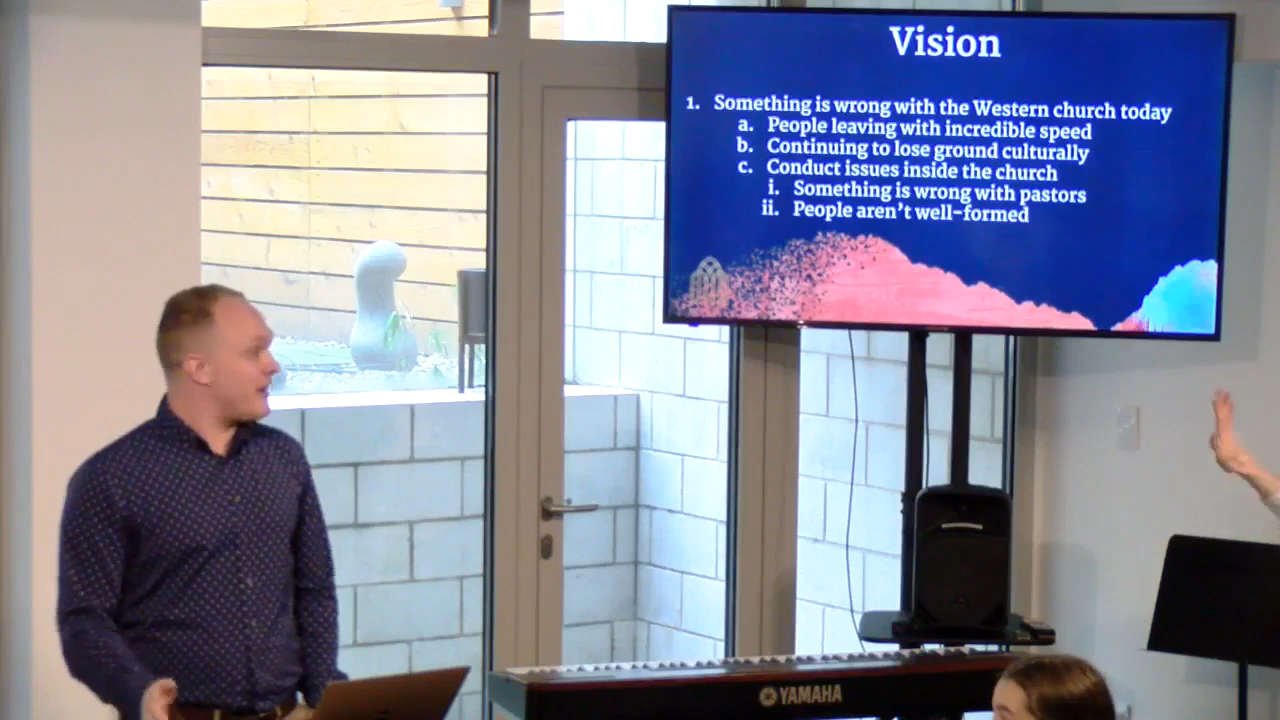 Vision
1. Something is wrong with the Western church today
a. People leaving with incredible speed
b. Continuing to lose ground culturally
c. Conduct issues inside the church
i. Something is wrong with pastors
ii. People aren't well-formed
YAMAHA